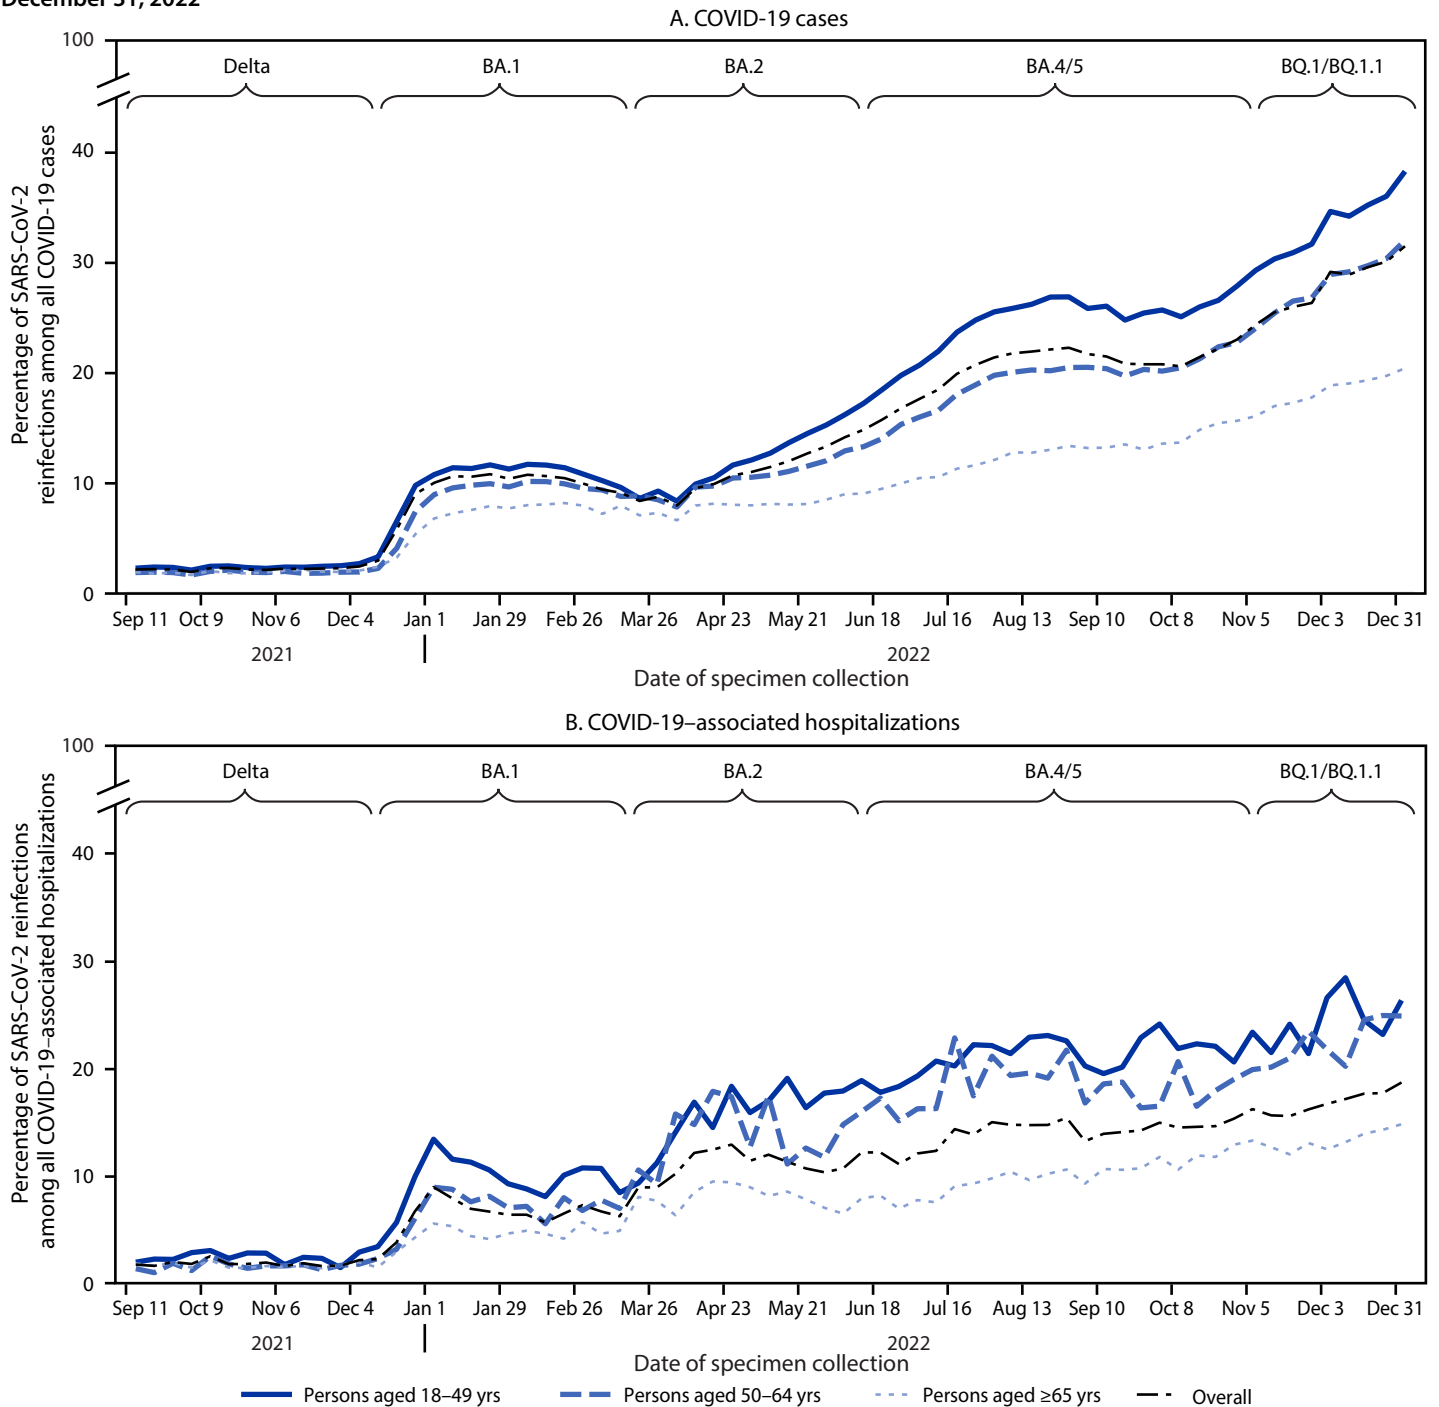 December 31, 2022
A. COVID-19 cases
100
Delta BA.1 BA.2 BA.4/5 BQ.1/BQ.1.1
40
30
20
10
0
Percentage of SARS-CoV-2
reinfections among all COVID-19 cases
Sep 11 Oct 9 Nov 6 Dec 4 Jan 1 Jan 29 Feb 26 Mar 26 Apr 23 May 21 Jun 18 Jul 16 Aug 13 Sep 10 Oct 8 Nov 5 Dec 3 Dec 31
2021 2022
Date of specimen collection
B. COVID-19–associated hospitalizations
100
Delta BA.1 BA.2 BA.4/5 BQ.1/BQ.1.1
40
30
20
10
0
Percentage of SARS-CoV-2 reinfections
among all COVID-19–associated hospitalizations
Sep 11 Oct 9 Nov 6 Dec 4 Jan 1 Jan 29 Feb 26 Mar 26 Apr 23 May 21 Jun 18 Jul 16 Aug 13 Sep 10 Oct 8 Nov 5 Dec 3 Dec 31
2021 2022
Date of specimen collection
Persons aged 18–49 yrs Persons aged 50–64 yrs Persons aged ≥65 yrs Overall